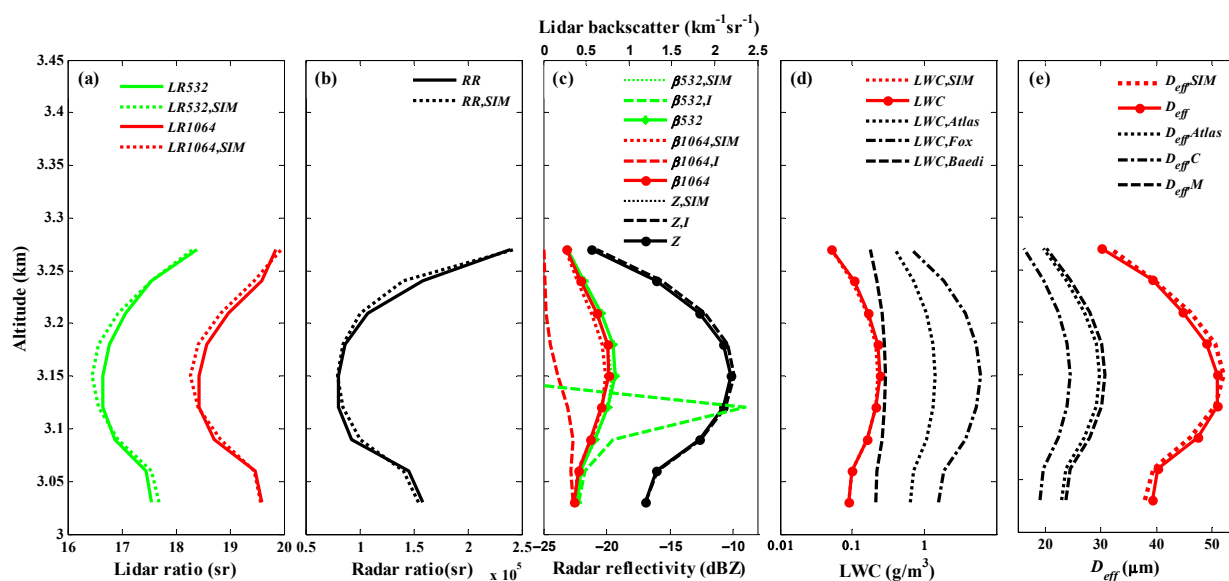 Lidar backscatter (km⁻¹sr⁻¹)
0 0.5 1 1.5 2 2.5
3.45
3.4
3.35
3.3
3.25
3.2
3.15
3.1
3.05
3
Altitude (km)
(a)
LR532
LR532,SIM
LR1064
LR1064,SIM
16 17 18 19 20
Lidar ratio (sr)
(b)
RR
RR,SIM
0.5 1 1.5 2 2.5
x 10⁵
Radar ratio(sr)
(c)
β532,SIM
β532,I
β532
β1064,SIM
β1064,I
β1064
Z,SIM
Z,I
Z
−25 −20 −15 −10
Radar reflectivity (dBZ)
(d)
LWC,SIM
LWC
LWC,Atlas
LWC,Fox
LWC,Baedi
0.01 0.1 1 10
LWC (g/m³)
(e)
D_eff,SIM
D_eff
D_eff,Atlas
D_eff,C
D_eff,M
20 30 40 50
D_eff (μm)